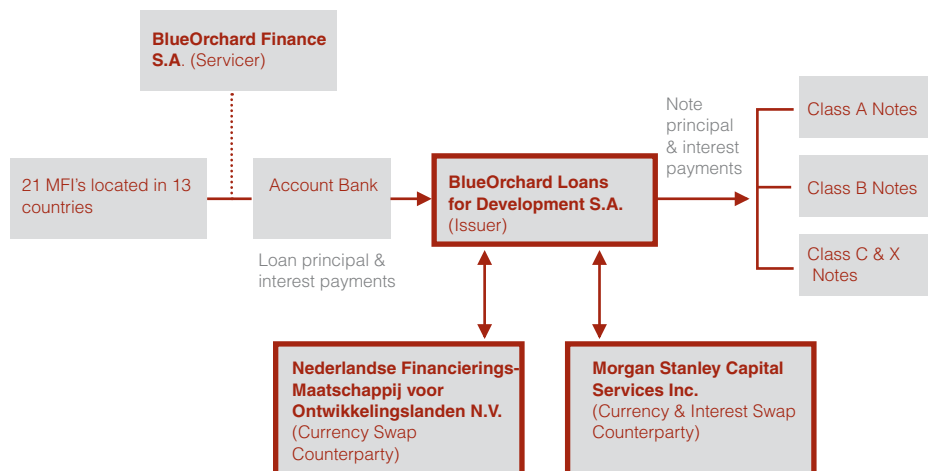 BlueOrchard Finance
S.A. (Servicer)
Note
principal
& interest
payments
Class A Notes
21 MFI's located in 13
countries
Account Bank
BlueOrchard Loans
for Development S.A.
(Issuer)
Class B Notes
Loan principal &
interest payments
Class C & X
Notes
Nederlandse Financierings-
Maatschappij voor
Ontwikkelingslanden N.V.
(Currency Swap
Counterparty)
Morgan Stanley Capital
Services Inc.
(Currency & Interest Swap
Counterparty)